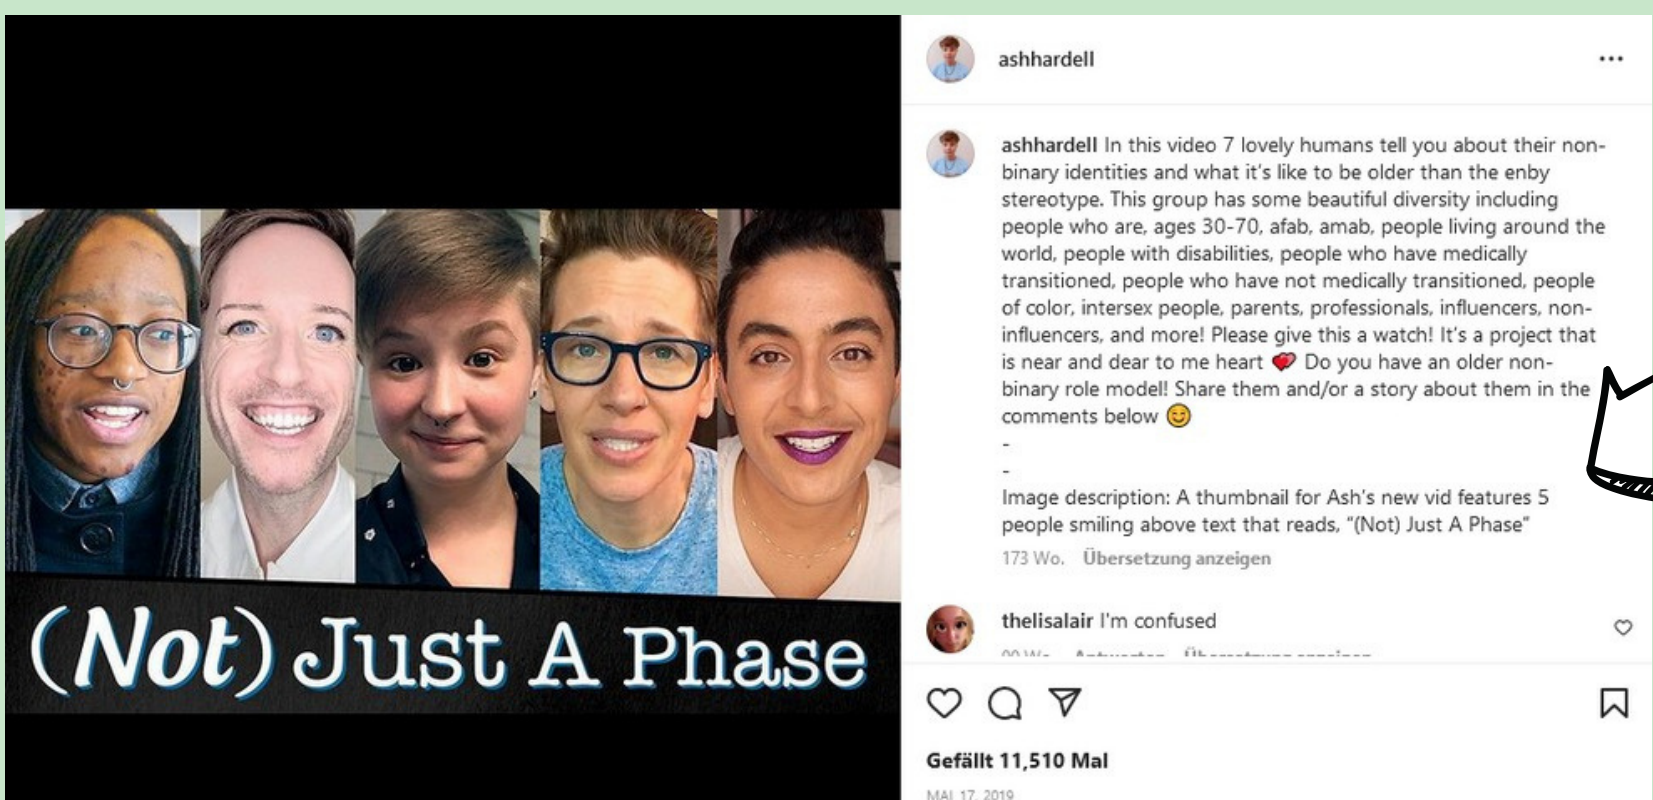 (Not) Just A Phase
ashhardell
ashhardell In this video 7 lovely humans tell you about their non-
binary identities and what it's like to be older than the enby
stereotype. This group has some beautiful diversity including
people who are, ages 30-70, afab, amab, people living around the
world, people with disabilities, people who have medically
transitioned, people who have not medically transitioned, people
of color, intersex people, parents, professionals, influencers, non-
influencers, and more! Please give this a watch! It's a project that
is near and dear to me heart 💞 Do you have an older non-
binary role model! Share them and/or a story about them in the
comments below 😊
-
-
Image description: A thumbnail for Ash's new vid features 5
people smiling above text that reads, "(Not) Just A Phase"
173 Wo. Übersetzung anzeigen
thelisalair I'm confused
Antworten Übersetzung anzeigen
Gefällt 11,510 Mal
MAI 17, 2019